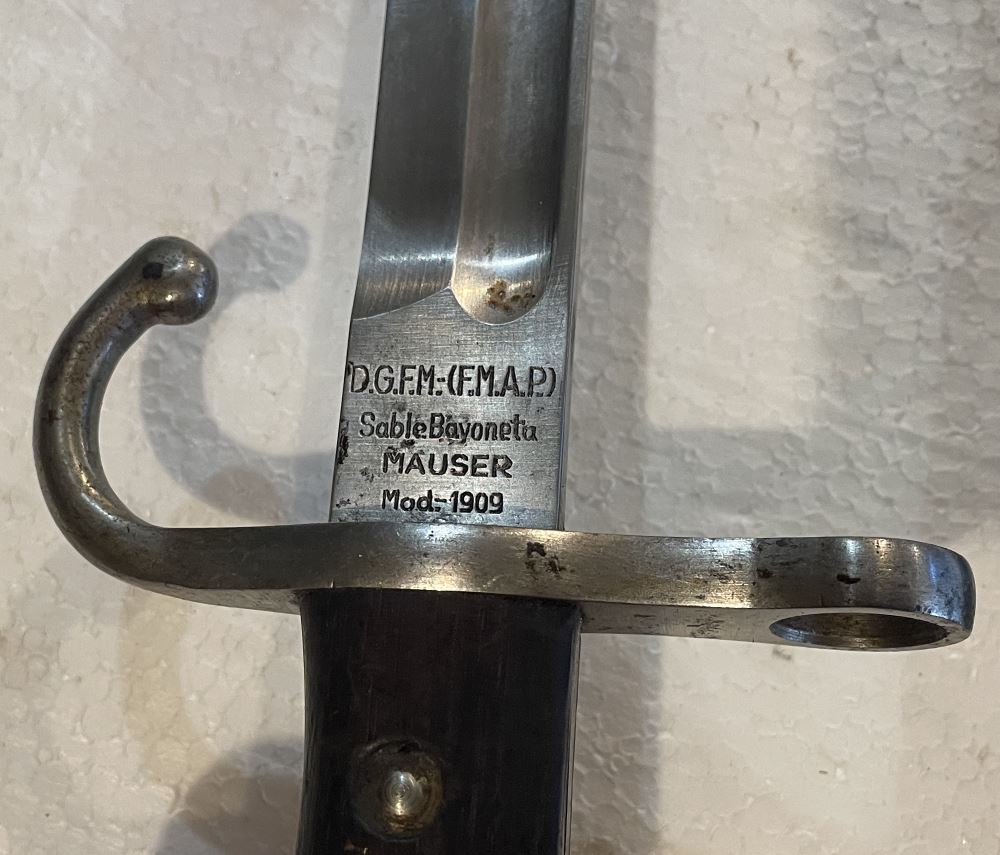 D.G.F.M-(F.M.A.P.)
Sable Bayoneta
MAUSER
Mod.-1909